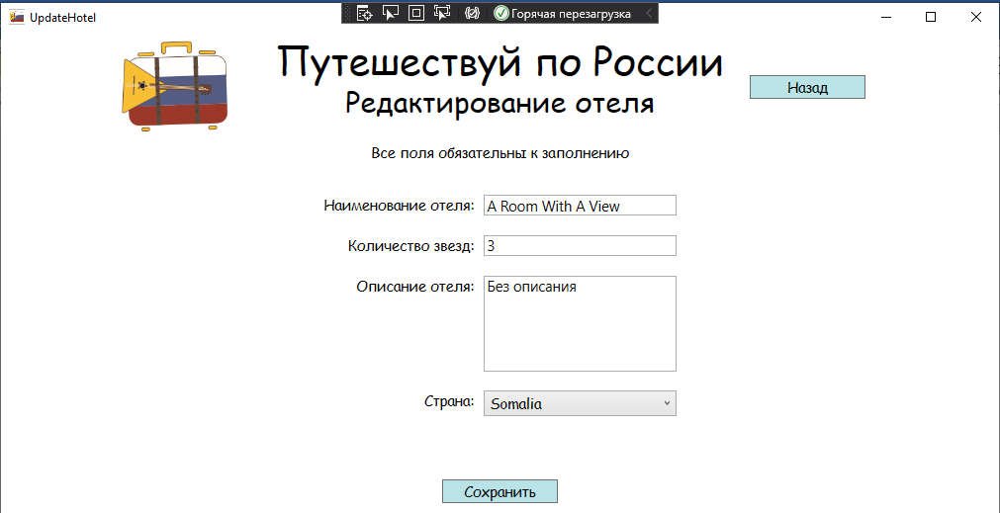 UpdateHotel
Горячая перезагрузка
Путешествуй по России
Редактирование отеля
Назад
Все поля обязательны к заполнению
Наименование отеля: A Room With A View
Количество звезд: 3
Описание отеля: Без описания
Страна: Somalia
Сохранить